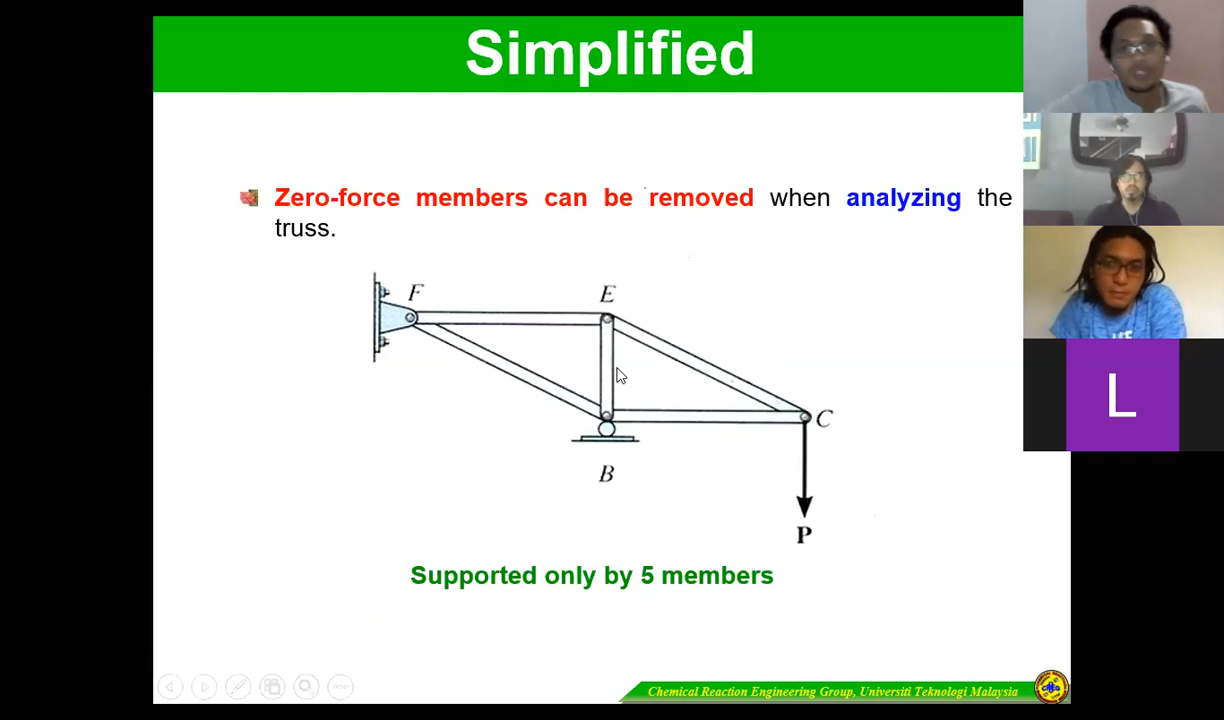 Simplified
Zero-force members can be removed when analyzing the
truss.
F
E
C
B
P
Supported only by 5 members
Chemical Reaction Engineering Group, Universiti Teknologi Malaysia
L